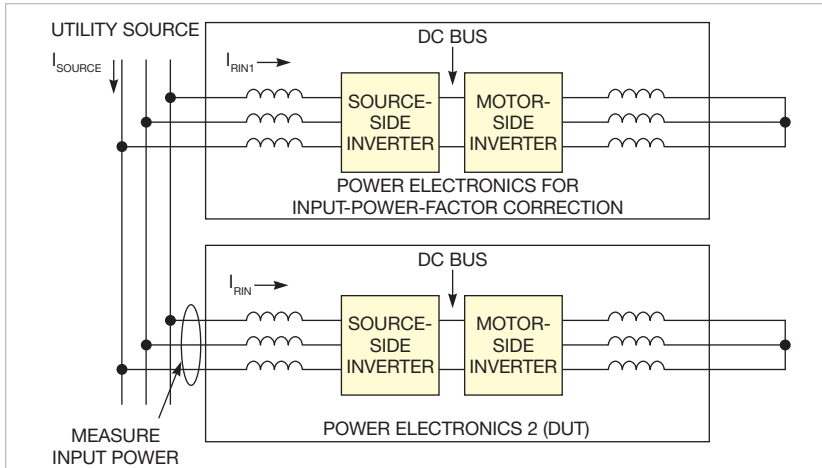 UTILITY SOURCE
I_SOURCE
I_RIN1
DC BUS
SOURCE-
SIDE
INVERTER
MOTOR-
SIDE
INVERTER
POWER ELECTRONICS FOR
INPUT-POWER-FACTOR CORRECTION
I_RIN
DC BUS
SOURCE-
SIDE
INVERTER
MOTOR-
SIDE
INVERTER
POWER ELECTRONICS 2 (DUT)
MEASURE
INPUT POWER